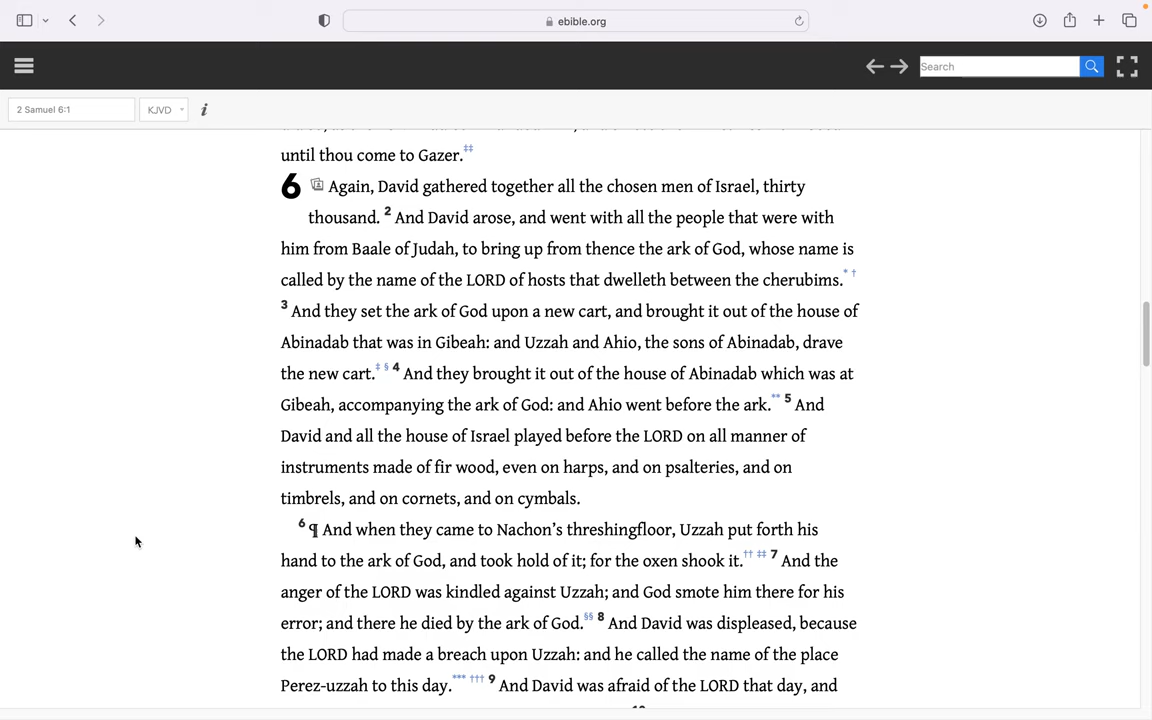 ebible.org
Search
2 Samuel 6:1
KJVD
i
until thou come to Gazer.‡‡
6 Again, David gathered together all the chosen men of Israel, thirty
thousand. 2 And David arose, and went with all the people that were with
him from Baale of Judah, to bring up from thence the ark of God, whose name is
called by the name of the LORD of hosts that dwelleth between the cherubims.* †
3 And they set the ark of God upon a new cart, and brought it out of the house of
Abinadab that was in Gibeah: and Uzzah and Ahio, the sons of Abinadab, drave
the new cart.‡ § 4 And they brought it out of the house of Abinadab which was at
Gibeah, accompanying the ark of God: and Ahio went before the ark.** 5 And
David and all the house of Israel played before the LORD on all manner of
instruments made of fir wood, even on harps, and on psalteries, and on
timbrels, and on cornets, and on cymbals.
6 ¶ And when they came to Nachon’s threshingfloor, Uzzah put forth his
hand to the ark of God, and took hold of it; for the oxen shook it.†† ‡‡ 7 And the
anger of the LORD was kindled against Uzzah; and God smote him there for his
error; and there he died by the ark of God.§§ 8 And David was displeased, because
the LORD had made a breach upon Uzzah: and he called the name of the place
Perez-uzzah to this day.*** ††† 9 And David was afraid of the LORD that day, and